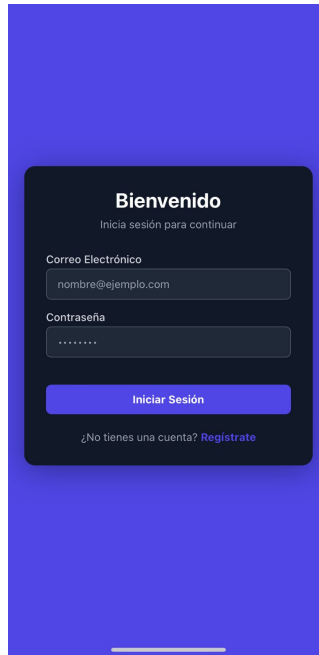 Bienvenido
Inicia sesión para continuar
Correo Electrónico
nombre@ejemplo.com
Contraseña
••••••••
Iniciar Sesión
¿No tienes una cuenta? Regístrate